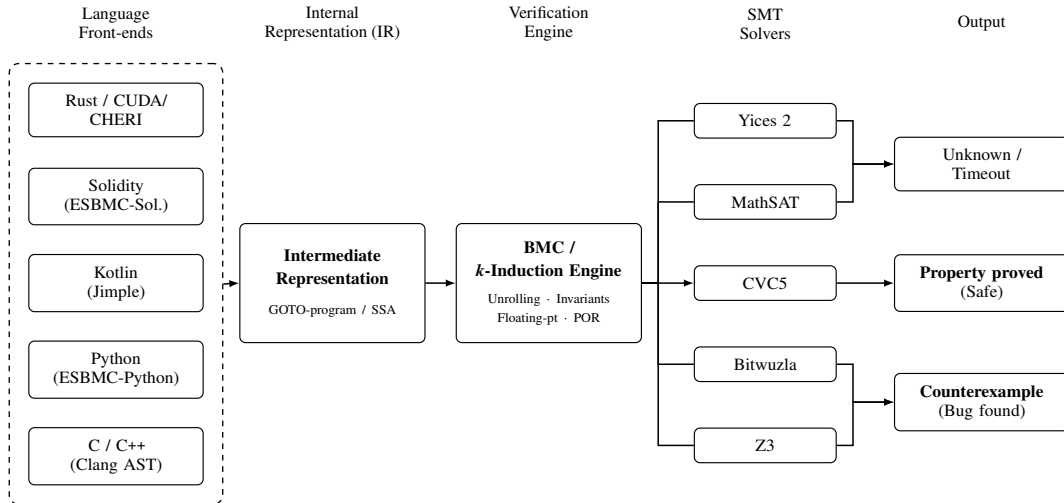 Language
Front-ends
Internal
Representation (IR)
Verification
Engine
SMT
Solvers
Output
Rust / CUDA/
CHERI
Solidity
(ESBMC-Sol.)
Kotlin
(Jimple)
Python
(ESBMC-Python)
C / C++
(Clang AST)
Intermediate
Representation
GOTO-program / SSA
BMC /
k-Induction Engine
Unrolling · Invariants
Floating-pt · POR
Yices 2
MathSAT
CVC5
Bitwuzla
Z3
Unknown /
Timeout
Property proved
(Safe)
Counterexample
(Bug found)